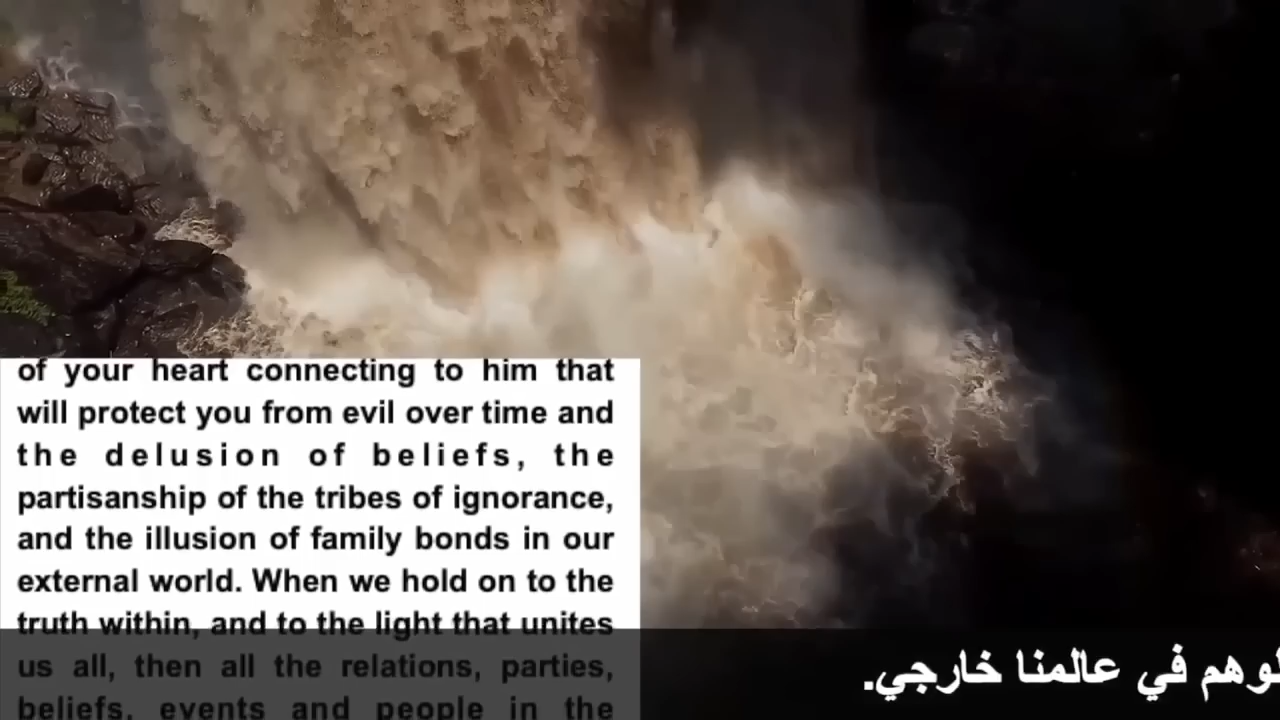 of your heart connecting to him that
will protect you from evil over time and
the delusion of beliefs, the
partisanship of the tribes of ignorance,
and the illusion of family bonds in our
external world. When we hold on to the
truth within, and to the light that unites
us all, then all the relations, parties,
beliefs, events and people in the
في عالمنا خارجي.